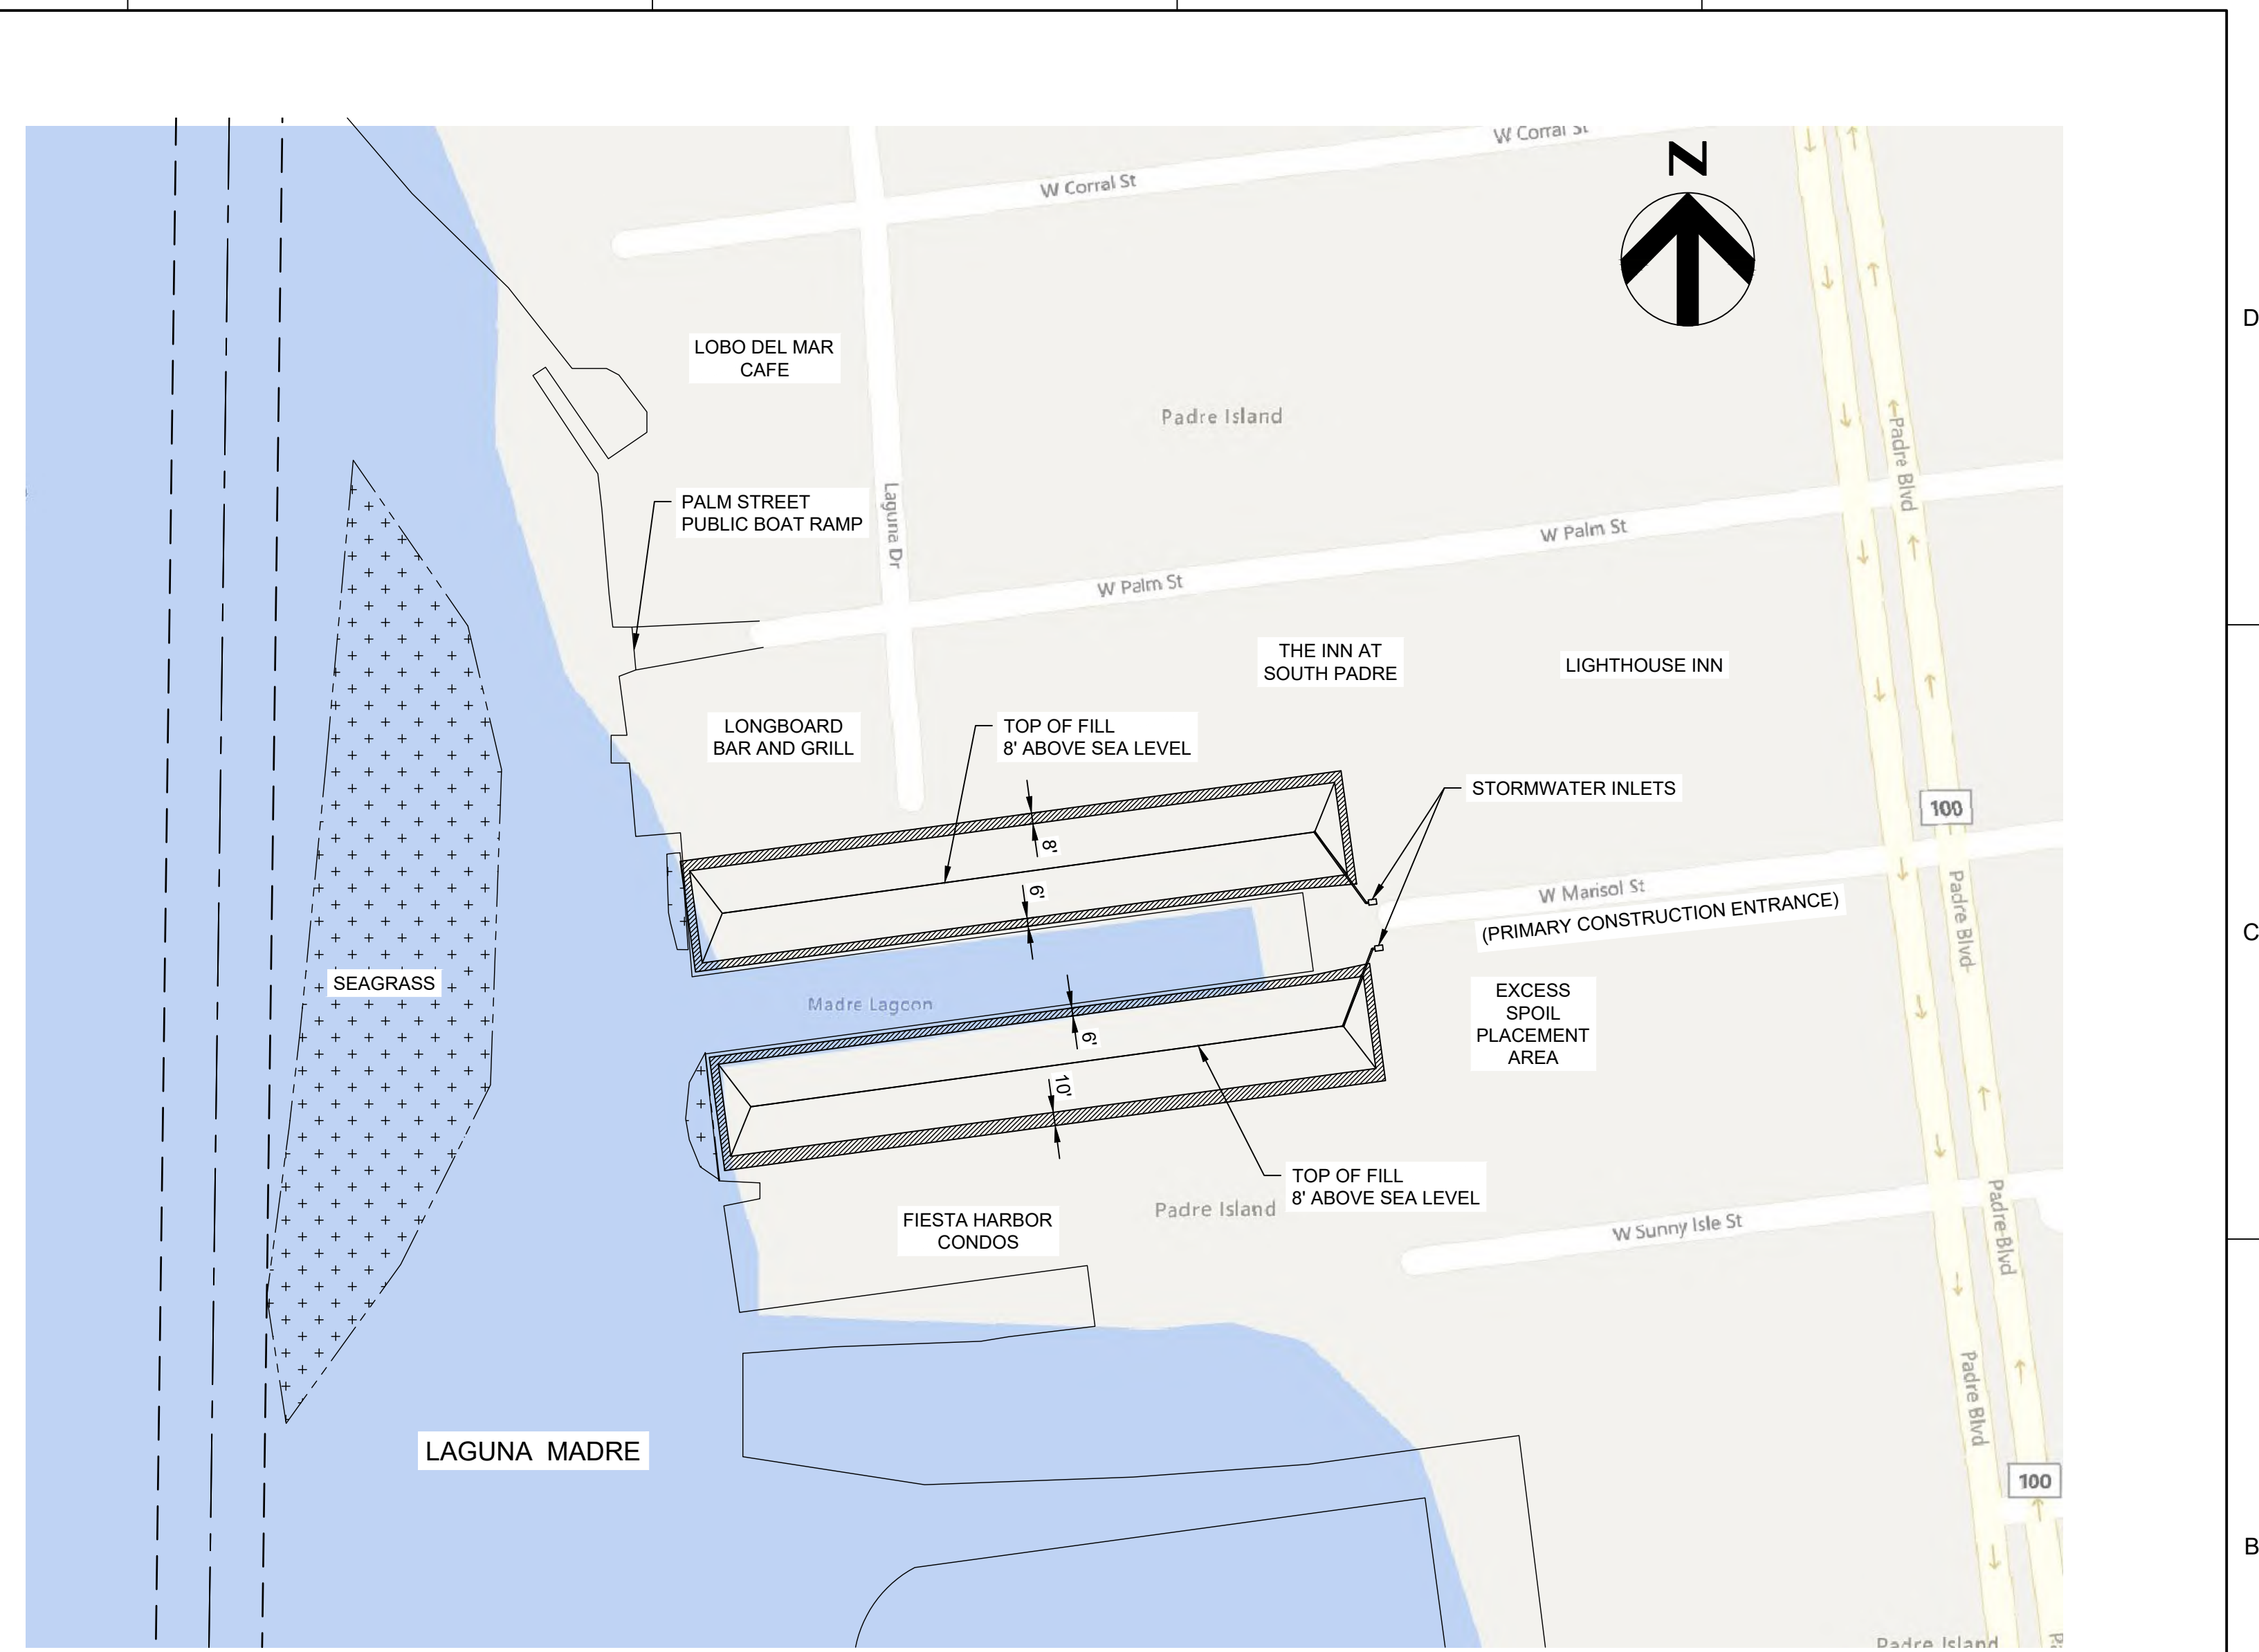 W Corral St
W Corral St
N
D
LOBO DEL MAR
CAFE
Padre Island
Padre Blvd
PALM STREET
PUBLIC BOAT RAMP
Laguna Dr
W Palm St
W Palm St
THE INN AT
SOUTH PADRE
LIGHTHOUSE INN
LONGBOARD
BAR AND GRILL
TOP OF FILL
8' ABOVE SEA LEVEL
STORMWATER INLETS
100
8'
6'
W Marisol St
(PRIMARY CONSTRUCTION ENTRANCE)
Padre Blvd
C
SEAGRASS
Madre Lagoon
EXCESS
SPOIL
PLACEMENT
AREA
6'
10'
TOP OF FILL
8' ABOVE SEA LEVEL
Padre Island
FIESTA HARBOR
CONDOS
W Sunny Isle St
Padre Blvd
Padre Blvd
LAGUNA MADRE
100
B
Padre Island